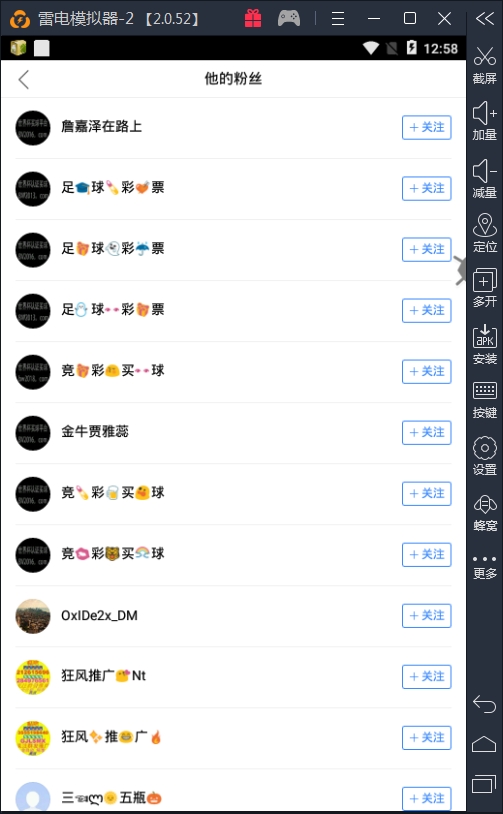 雷电模拟器-2 【2.0.52】
12:58
他的粉丝
詹嘉泽在路上
+ 关注
足🎓球💊彩💝票
+ 关注
足球彩☔票
+ 关注
足⛄球👀彩票
+ 关注
竞彩买👀球
+ 关注
金牛贾雅蕊
+ 关注
竞💊彩🍺买球
+ 关注
竞彩🐯买球
+ 关注
OxIDe2x_DM
+ 关注
狂风推广Nt
+ 关注
狂风✨推广🔥
+ 关注
三ლ🌞五瓶🎃
+ 关注
截屏
加量
减量
定位
多开
APK
安装
按键
设置
蜂窝
更多